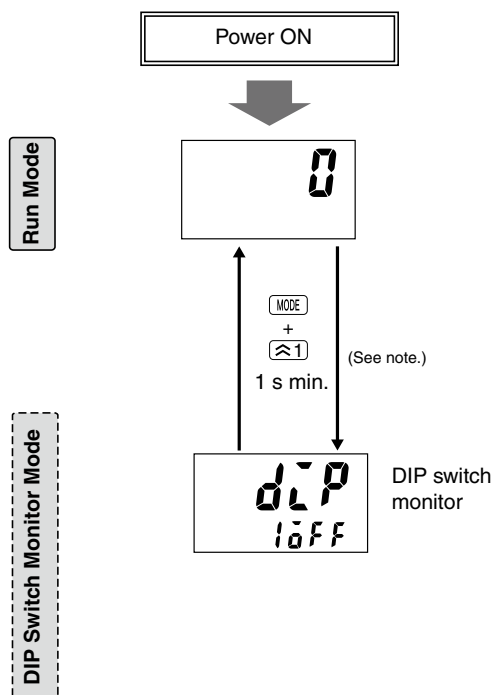 Power ON
Run Mode
0
MODE
+
1
1 s min.
(See note.)
DIP Switch Monitor Mode
diP
1oFF
DIP switch
monitor